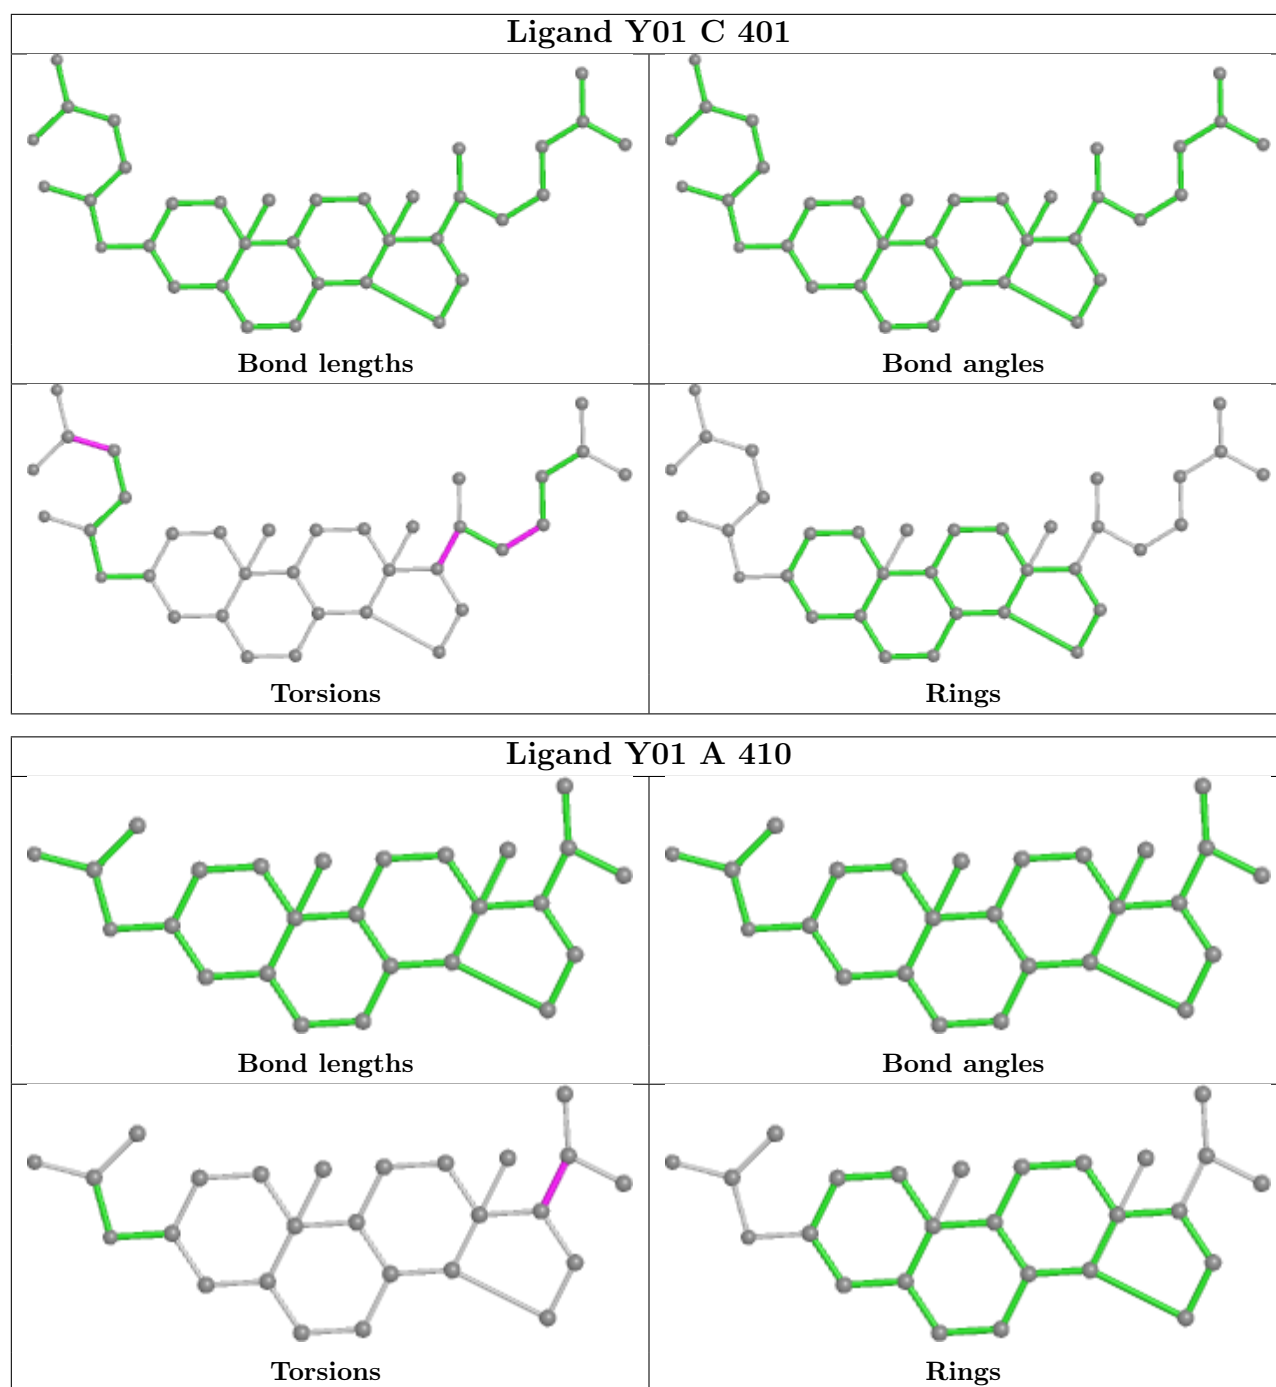 Ligand Y01 C 401
Bond lengths
Bond angles
Torsions
Rings
Ligand Y01 A 410
Bond lengths
Bond angles
Torsions
Rings